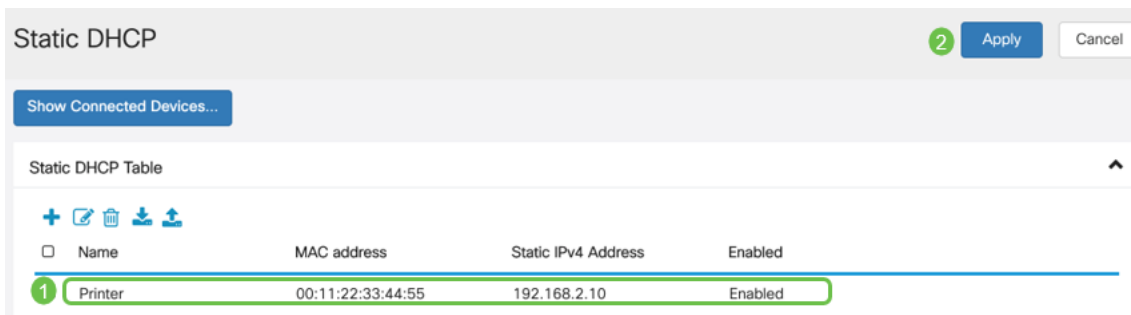 Static DHCP
2 Apply Cancel
Show Connected Devices...
Static DHCP Table
Name MAC address Static IPv4 Address Enabled
1 Printer 00:11:22:33:44:55 192.168.2.10 Enabled